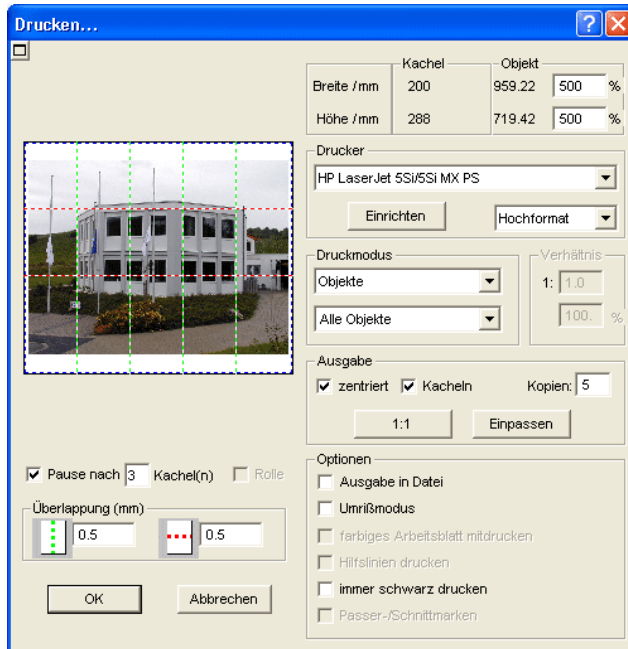 Drucken...
Kachel Objekt
Breite /mm 200 959.22 500 %
Höhe /mm 288 719.42 500 %
Drucker
HP LaserJet 5Si/5Si MX PS
Einrichten Hochformat
Druckmodus Verhältnis
Objekte 1: 1.0
Alle Objekte 100. %
Ausgabe
zentriert Kacheln Kopien: 5
1:1 Einpassen
Pause nach 3 Kachel(n) Rolle
Überlappung (mm)
0.5 0.5
OK Abbrechen
Optionen
Ausgabe in Datei
Umrißmodus
farbiges Arbeitsblatt mitdrucken
Hilfslinien drucken
immer schwarz drucken
Passer-/Schnittmarken